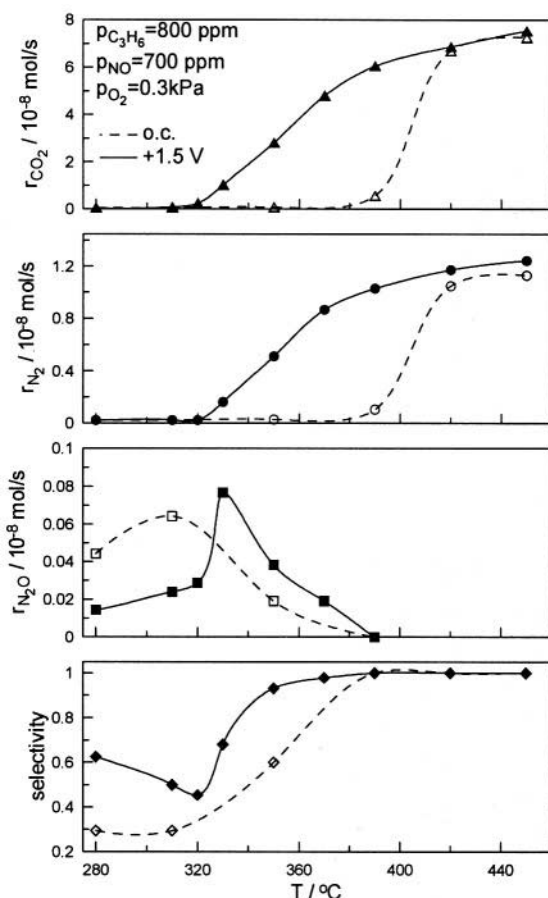 8
6
4
2
0
r_CO₂ / 10⁻⁸ mol/s
p_C₃H₆=800 ppm
p_NO=700 ppm
p_O₂=0.3kPa
o.c.
+1.5 V
1.2
0.8
0.4
0
r_N₂ / 10⁻⁸ mol/s
0.1
0.08
0.06
0.04
0.02
0
r_N₂O / 10⁻⁸ mol/s
1
0.8
0.6
0.4
0.2
selectivity
280 320 360 400 440
T / °C